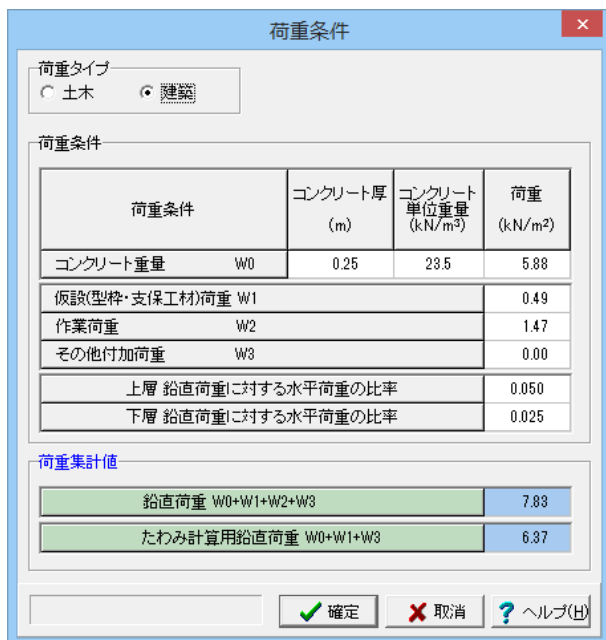 荷重条件
荷重タイプ
土木 建築
荷重条件
荷重条件 コンクリート厚 (m) コンクリート単位重量 (kN/m³) 荷重 (kN/m²)
コンクリート重量 W0 0.25 23.5 5.88
仮設(型枠・支保工材)荷重 W1 0.49
作業荷重 W2 1.47
その他付加荷重 W3 0.00
上層 鉛直荷重に対する水平荷重の比率 0.050
下層 鉛直荷重に対する水平荷重の比率 0.025
荷重集計値
鉛直荷重 W0+W1+W2+W3 7.83
たわみ計算用鉛直荷重 W0+W1+W3 6.37
確定 取消 ヘルプ(H)